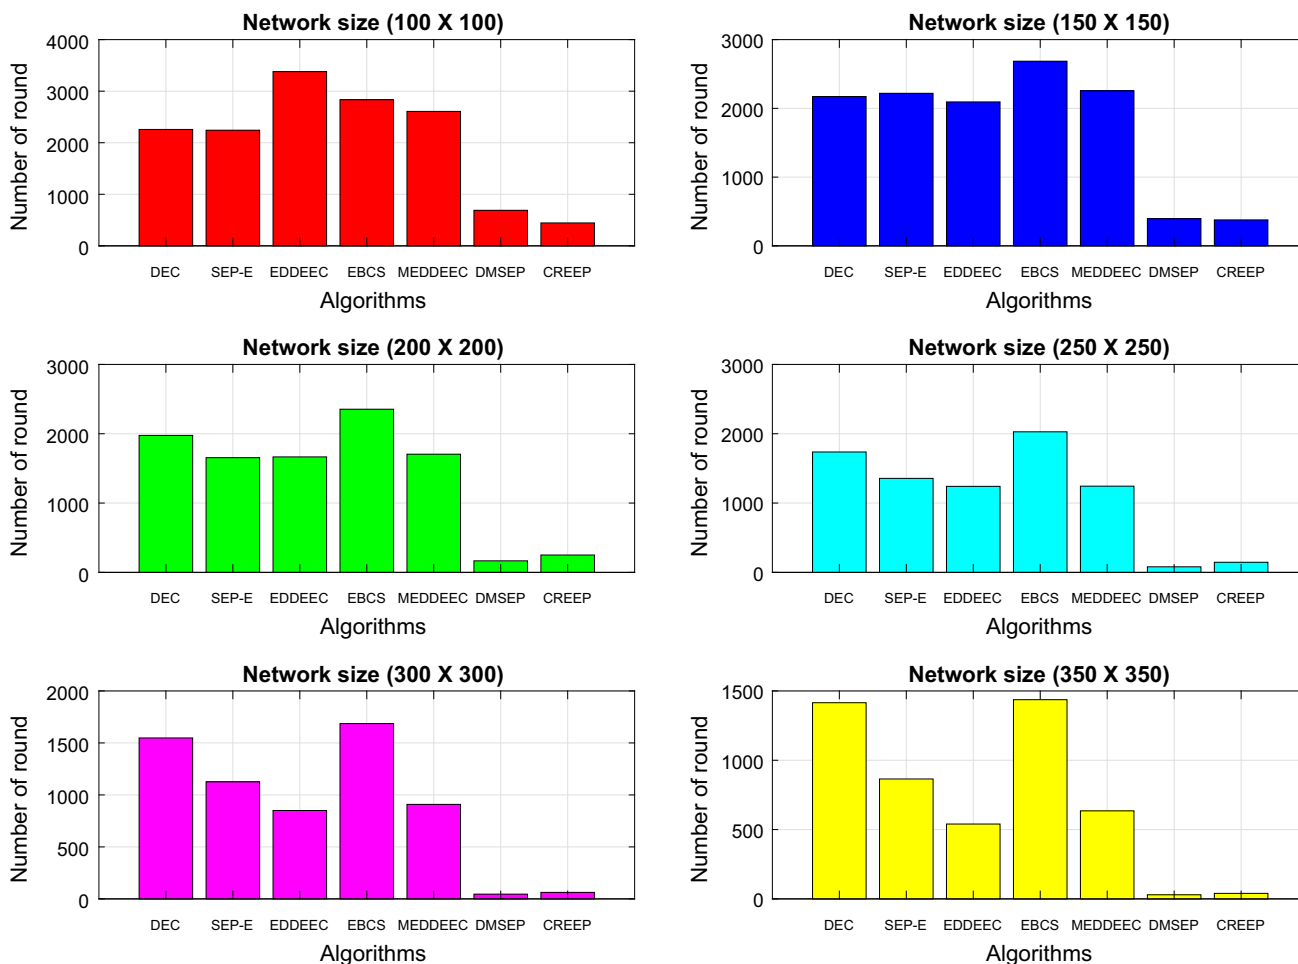 Network size (100 X 100)
Number of round
4000
3000
2000
1000
0
DEC SEP-E EDDEEC EBCS MEDDEEC DMSEP CREEP
Algorithms
Network size (150 X 150)
Number of round
3000
2000
1000
0
DEC SEP-E EDDEEC EBCS MEDDEEC DMSEP CREEP
Algorithms
Network size (200 X 200)
Number of round
3000
2000
1000
0
DEC SEP-E EDDEEC EBCS MEDDEEC DMSEP CREEP
Algorithms
Network size (250 X 250)
Number of round
3000
2000
1000
0
DEC SEP-E EDDEEC EBCS MEDDEEC DMSEP CREEP
Algorithms
Network size (300 X 300)
Number of round
2000
1500
1000
500
0
DEC SEP-E EDDEEC EBCS MEDDEEC DMSEP CREEP
Algorithms
Network size (350 X 350)
Number of round
1500
1000
500
0
DEC SEP-E EDDEEC EBCS MEDDEEC DMSEP CREEP
Algorithms